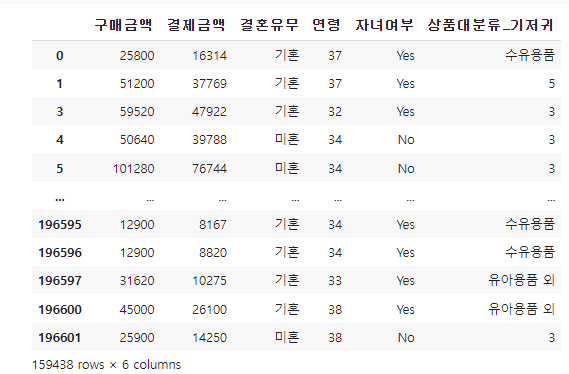 구매금액 결제금액 결혼유무 연령 자녀여부 상품대분류_기저귀
0 25800 16314 기혼 37 Yes 수유용품
1 51200 37769 기혼 37 Yes 5
3 59520 47922 기혼 32 Yes 3
4 50640 39788 미혼 34 No 3
5 101280 76744 미혼 34 No 3
... ... ... ... ... ... ...
196595 12900 8167 기혼 34 Yes 수유용품
196596 12900 8820 기혼 34 Yes 수유용품
196597 31620 10275 기혼 33 Yes 유아용품 외
196600 45000 26100 기혼 38 Yes 유아용품 외
196601 25900 14250 미혼 38 No 3
159438 rows × 6 columns